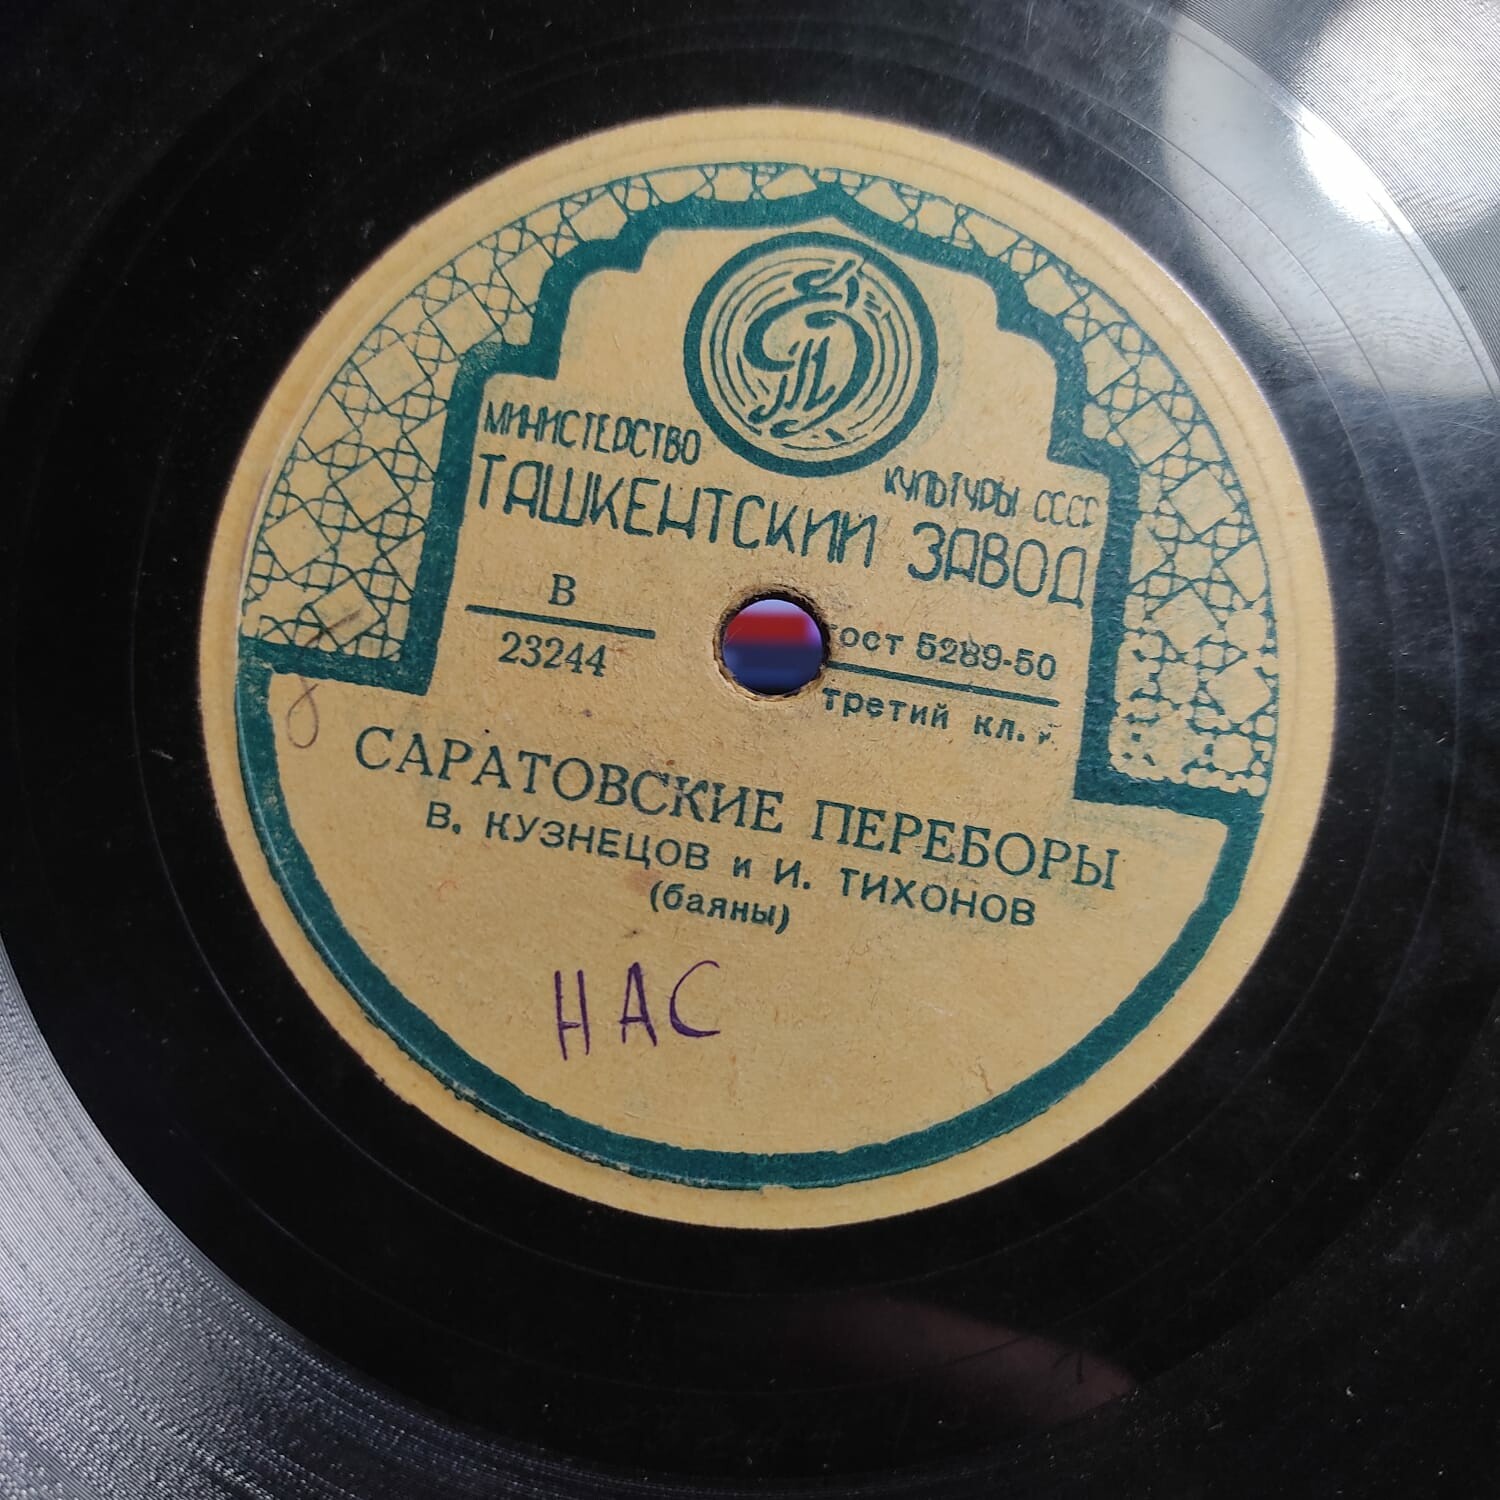 МИНИСТЕРСТВО КУЛЬТУРЫ СССР
ТАШКЕНТСКИЙ ЗАВОД
В
23244
ГОСТ 5289-50
третий кл.
САРАТОВСКИЕ ПЕРЕБОРЫ
В. КУЗНЕЦОВ и И. ТИХОНОВ
(баяны)
НАС